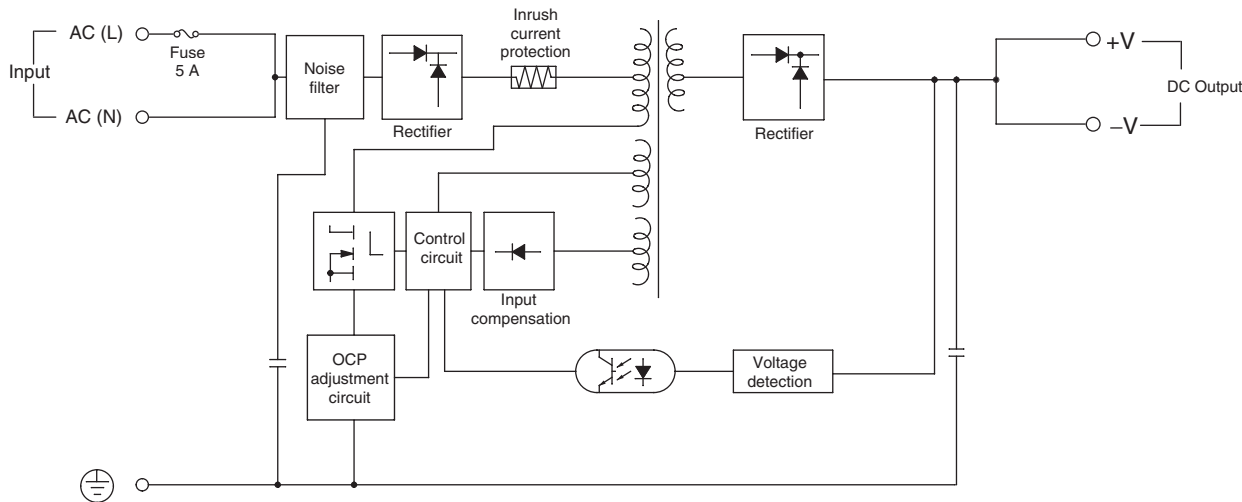 Input
AC (L)
Fuse
5 A
AC (N)
Noise
filter
Rectifier
Inrush
current
protection
Rectifier
+V
DC Output
–V
Control
circuit
Input
compensation
OCP
adjustment
circuit
Voltage
detection